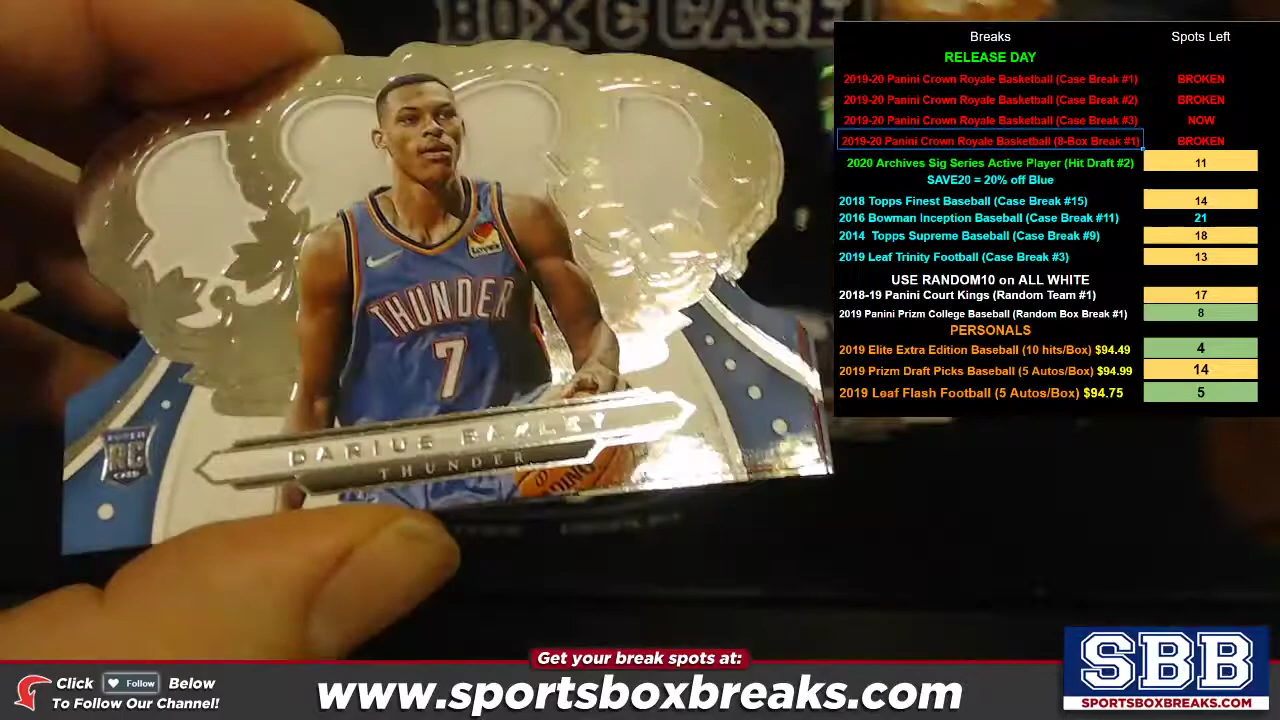 BOX & CASE
Breaks Spots Left
RELEASE DAY
2019-20 Panini Crown Royale Basketball (Case Break #1) BROKEN
2019-20 Panini Crown Royale Basketball (Case Break #2) BROKEN
2019-20 Panini Crown Royale Basketball (Case Break #3) NOW
2019-20 Panini Crown Royale Basketball (8-Box Break #1) BROKEN
2020 Archives Sig Series Active Player (Hit Draft #2) 11
SAVE20 = 20% off Blue
2018 Topps Finest Baseball (Case Break #15) 14
2016 Bowman Inception Baseball (Case Break #11) 21
2014 Topps Supreme Baseball (Case Break #9) 18
2019 Leaf Trinity Football (Case Break #3) 13
USE RANDOM10 on ALL WHITE
2018-19 Panini Court Kings (Random Team #1) 17
2019 Panini Prizm College Baseball (Random Box Break #1) 8
PERSONALS
2019 Elite Extra Edition Baseball (10 hits/Box) $94.49 4
2019 Prizm Draft Picks Baseball (5 Autos/Box) $94.99 14
2019 Leaf Flash Football (5 Autos/Box) $94.75 5
Love's
THUNDER
7
RC
DARIUS BAZLEY
THUNDER
Get your break spots at:
Click Follow Below
To Follow Our Channel!
www.sportsboxbreaks.com
SBB
SPORTSBOXBREAKS.COM